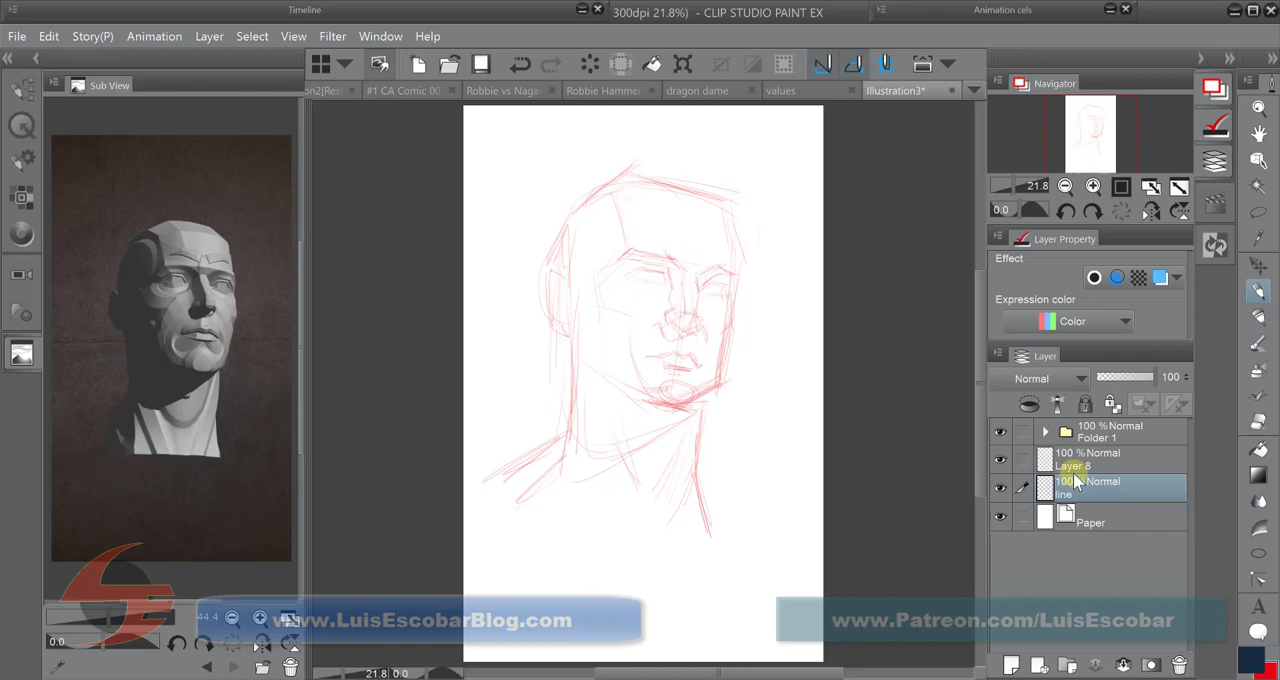 Timeline
300dpi 21.8%) - CLIP STUDIO PAINT EX
Animation cels
File Edit Story(P) Animation Layer Select View Filter Window Help
Sub View
#1 CA Comic 00 Robbie vs Nagas Robbie Hammer dragon dame values Illustration3*
Navigator
21.8
0.0
Layer Property
Effect
Expression color
Color
Layer
Normal 100
100 %Normal
Folder 1
100 %Normal
Layer 8
Normal
line
Paper
44.4
www.LuisEscobarBlog.com
www.Patreon.com/LuisEscobar
0.0
21.8 0.0